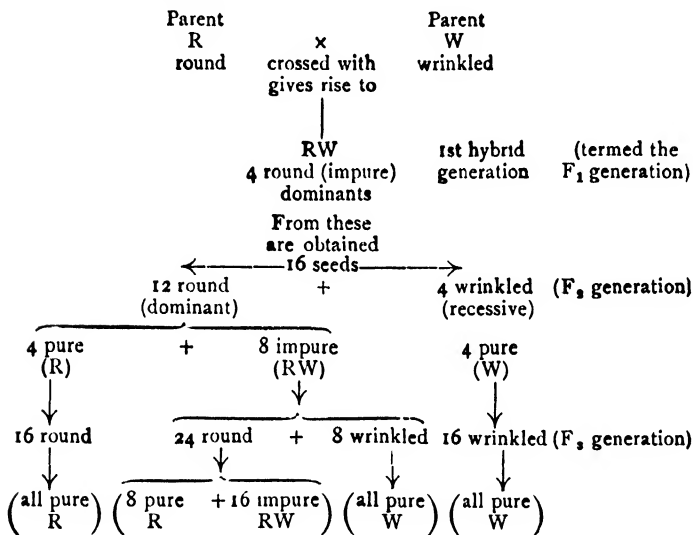 Parent Parent
R × W
round crossed with wrinkled
gives rise to
RW 1st hybrid (termed the
4 round (impure) generation F₁ generation)
dominants
From these
are obtained
16 seeds
12 round + 4 wrinkled (F₂ generation)
(dominant) (recessive)
4 pure + 8 impure 4 pure
(R) (RW) (W)
16 round 24 round + 8 wrinkled 16 wrinkled (F₃ generation)
(all pure (8 pure + 16 impure) (all pure) (all pure)
R) R RW W W